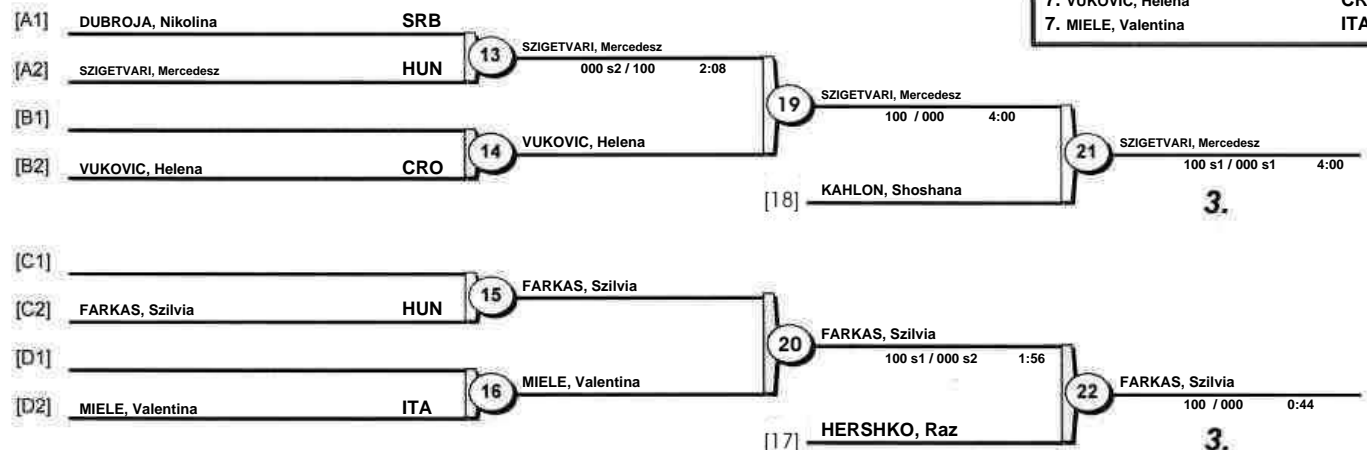 7. VUKOVIC, Helena CR
7. MIELE, Valentina ITA
[A1] DUBROJA, Nikolina SRB
13 SZIGETVARI, Mercedesz
000 s2 / 100 2:08
[A2] SZIGETVARI, Mercedesz HUN
19 SZIGETVARI, Mercedesz
100 / 000 4:00
[B1]
14 VUKOVIC, Helena
[B2] VUKOVIC, Helena CRO
21 SZIGETVARI, Mercedesz
100 s1 / 000 s1 4:00
[18] KAHLON, Shoshana
3.
[C1]
15 FARKAS, Szilvia
[C2] FARKAS, Szilvia HUN
20 FARKAS, Szilvia
100 s1 / 000 s2 1:56
[D1]
16 MIELE, Valentina
[D2] MIELE, Valentina ITA
22 FARKAS, Szilvia
100 / 000 0:44
[17] HERSHKO, Raz
3.